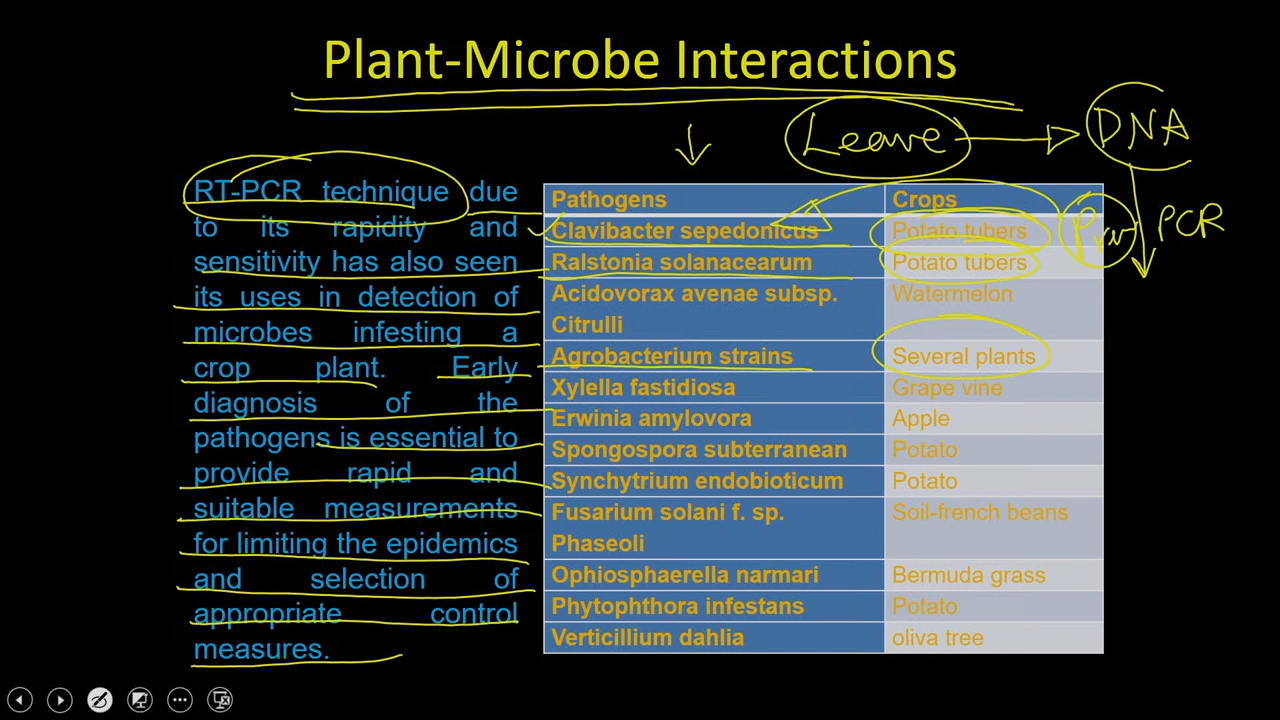 Plant-Microbe Interactions
Leave
DNA
PCR
RT-PCR technique due
to its rapidity and
sensitivity has also seen
its uses in detection of
microbes infesting a
crop plant. Early
diagnosis of the
pathogens is essential to
provide rapid and
suitable measurements
for limiting the epidemics
and selection of
appropriate control
measures.
Pathogens Crops
Clavibacter sepedonicus Potato tubers
Ralstonia solanacearum Potato tubers
Acidovorax avenae subsp. Watermelon
Citrulli
Agrobacterium strains Several plants
Xylella fastidiosa Grape vine
Erwinia amylovora Apple
Spongospora subterranean Potato
Synchytrium endobioticum Potato
Fusarium solani f. sp. Soil-french beans
Phaseoli
Ophiosphaerella narmari Bermuda grass
Phytophthora infestans Potato
Verticillium dahlia oliva tree